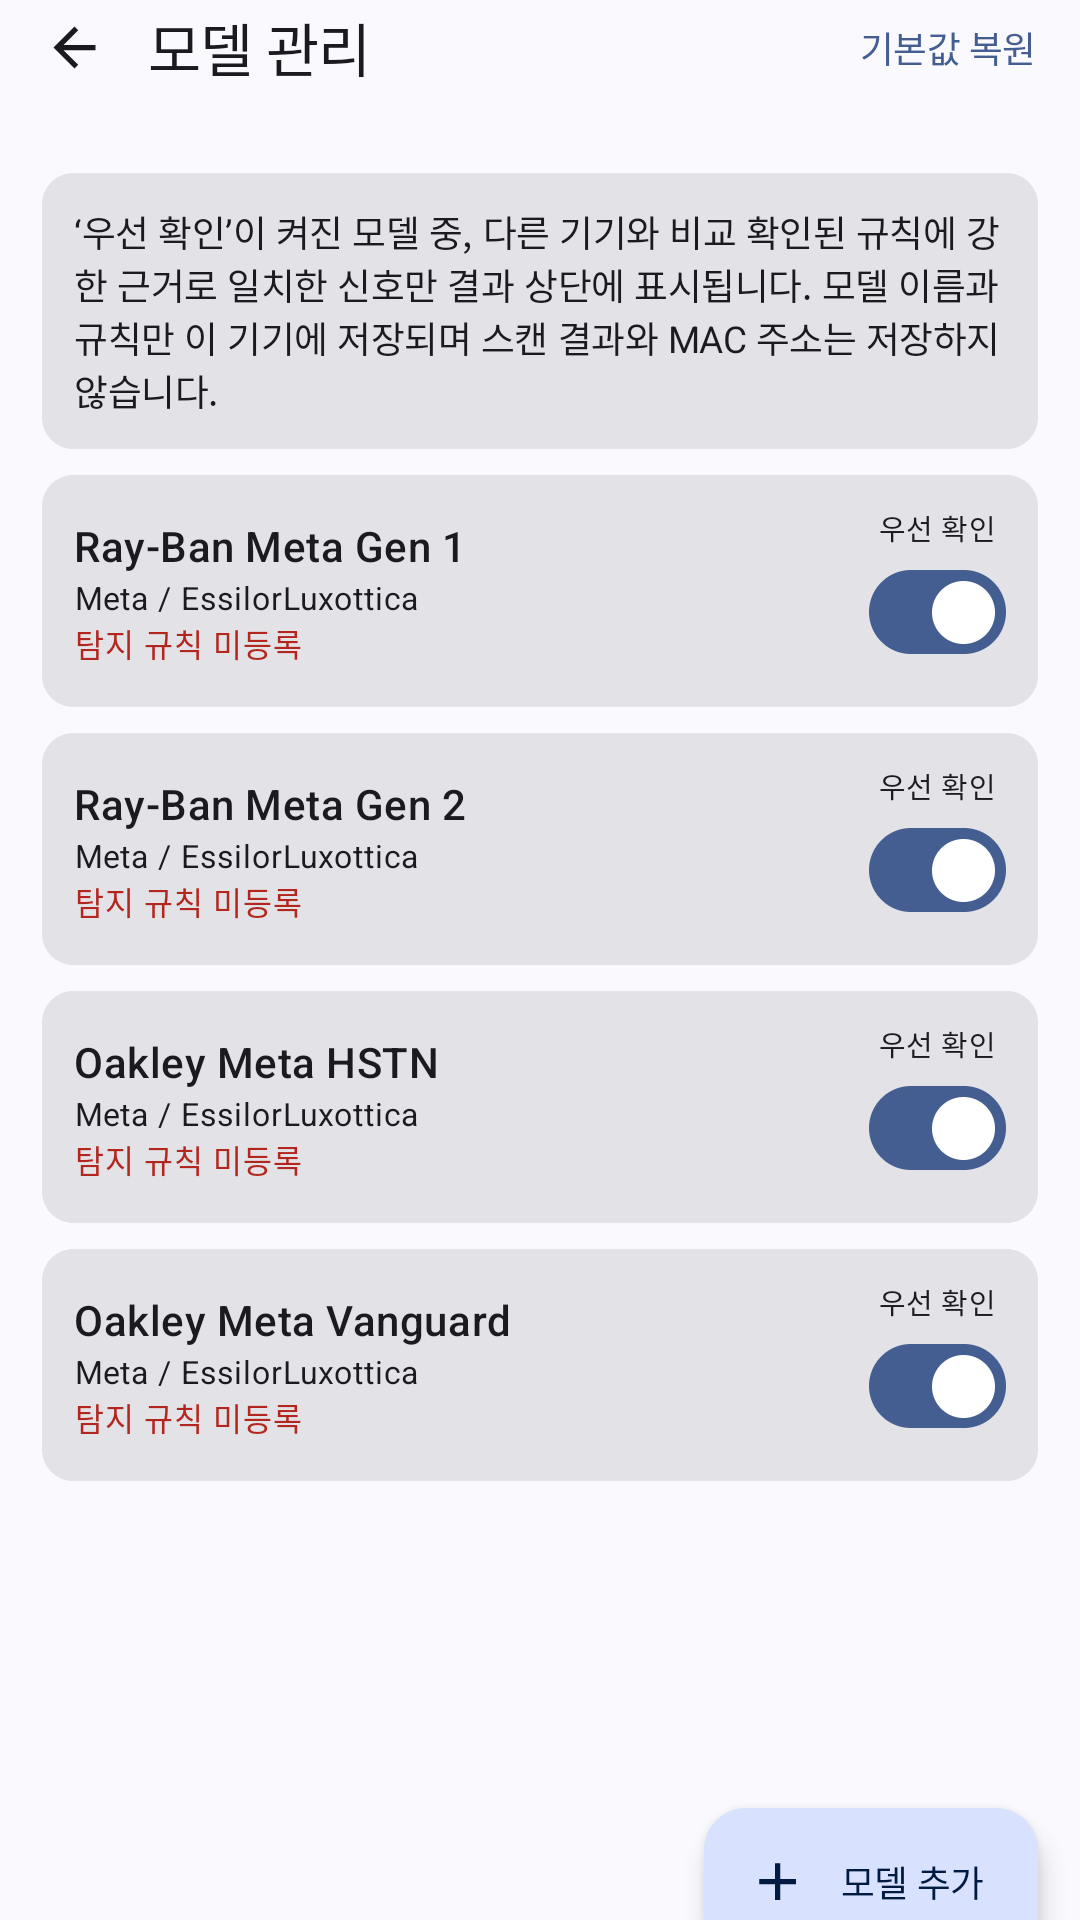 모델 관리
기본값 복원
‘우선 확인’이 켜진 모델 중, 다른 기기와 비교 확인된 규칙에 강
한 근거로 일치한 신호만 결과 상단에 표시됩니다. 모델 이름과
규칙만 이 기기에 저장되며 스캔 결과와 MAC 주소는 저장하지
않습니다.
Ray-Ban Meta Gen 1
Meta / EssilorLuxottica
탐지 규칙 미등록
우선 확인
Ray-Ban Meta Gen 2
Meta / EssilorLuxottica
탐지 규칙 미등록
우선 확인
Oakley Meta HSTN
Meta / EssilorLuxottica
탐지 규칙 미등록
우선 확인
Oakley Meta Vanguard
Meta / EssilorLuxottica
탐지 규칙 미등록
우선 확인
모델 추가